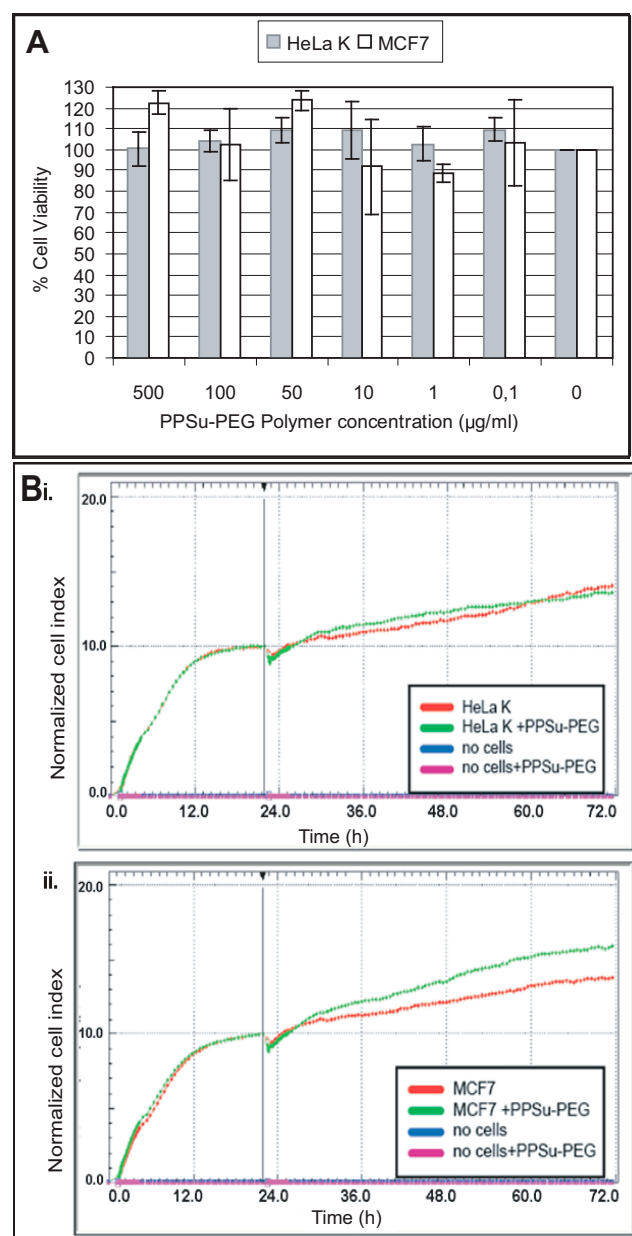 A
HeLa K MCF7
130
120
110
100
90
80
70
60
50
40
30
20
10
0
% Cell Viability
500 100 50 10 1 0,1 0
PPSu-PEG Polymer concentration (µg/ml)
Bi.
20.0
10.0
0.0
Normalized cell index
HeLa K
HeLa K +PPSu-PEG
no cells
no cells+PPSu-PEG
0.0 12.0 24.0 36.0 48.0 60.0 72.0
Time (h)
ii.
20.0
10.0
0.0
Normalized cell index
MCF7
MCF7 +PPSu-PEG
no cells
no cells+PPSu-PEG
0.0 12.0 24.0 36.0 48.0 60.0 72.0
Time (h)